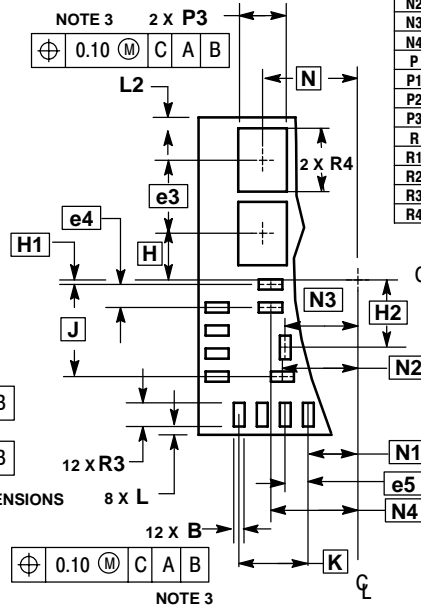 NOTE 3 2 X P3
⌖ 0.10 Ⓜ C A B
N2
N3
N4
P
P1
P2
P3
R
R1
R2
R3
R4
N
L2
2 X R4
e3
e4
H1
H
N3
H2
J
N2
B
B
12 X R3
N1
ENSIONS
8 X L
e5
N4
12 X B
⌖ 0.10 Ⓜ C A B
K
NOTE 3
℄